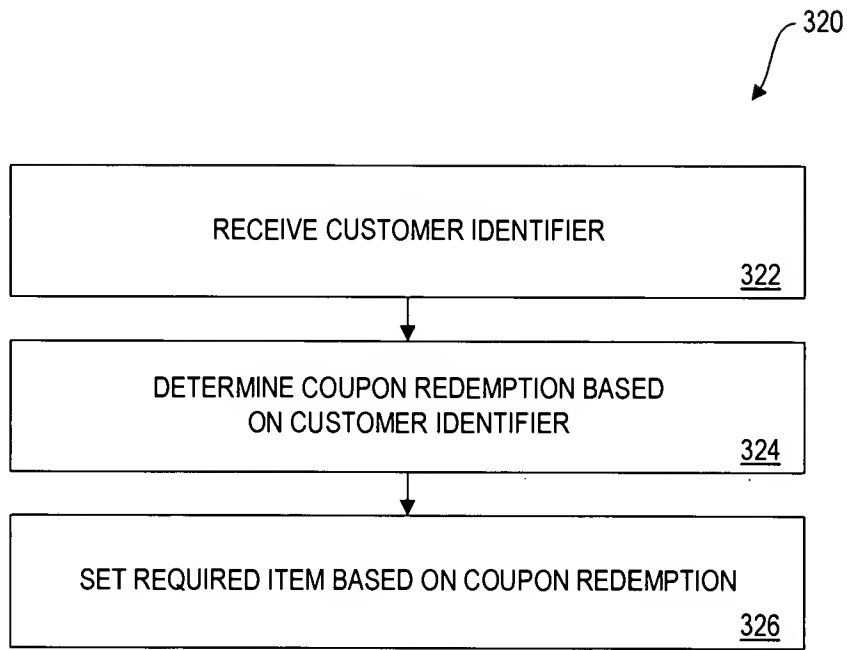 320
RECEIVE CUSTOMER IDENTIFIER
322
DETERMINE COUPON REDEMPTION BASED
ON CUSTOMER IDENTIFIER
324
SET REQUIRED ITEM BASED ON COUPON REDEMPTION
326